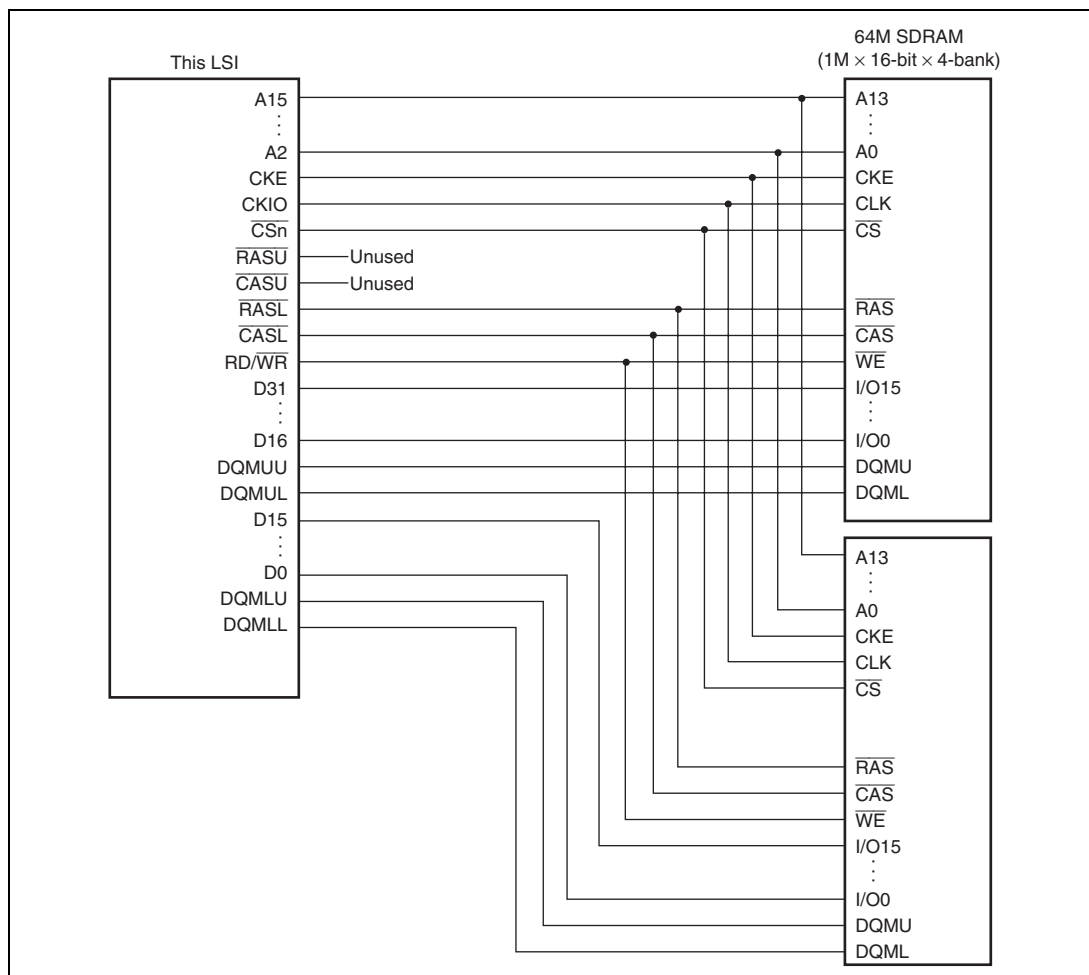 This LSI
A15
A2
CKE
CKIO
CSn
RASU
Unused
CASU
Unused
RASL
CASL
RD/WR
D31
D16
DQMUU
DQMUL
D15
D0
DQMLU
DQMLL
64M SDRAM
(1M × 16-bit × 4-bank)
A13
A0
CKE
CLK
CS
RAS
CAS
WE
I/O15
I/O0
DQMU
DQML
A13
A0
CKE
CLK
CS
RAS
CAS
WE
I/O15
I/O0
DQMU
DQML